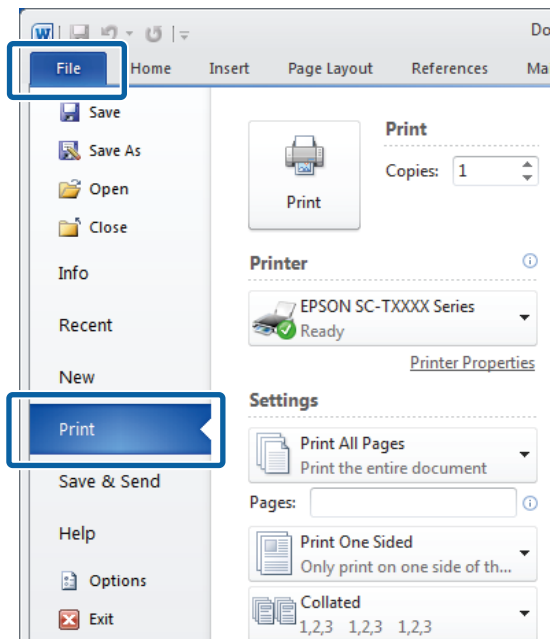 W
Do
File Home Insert Page Layout References Ma
Save
Save As
Open
Close
Info
Recent
New
Print
Save & Send
Help
Options
Exit
Print
Print
Copies: 1
Printer
EPSON SC-TXXXX Series
Ready
Printer Properties
Settings
Print All Pages
Print the entire document
Pages:
Print One Sided
Only print on one side of th...
Collated
1,2,3 1,2,3 1,2,3